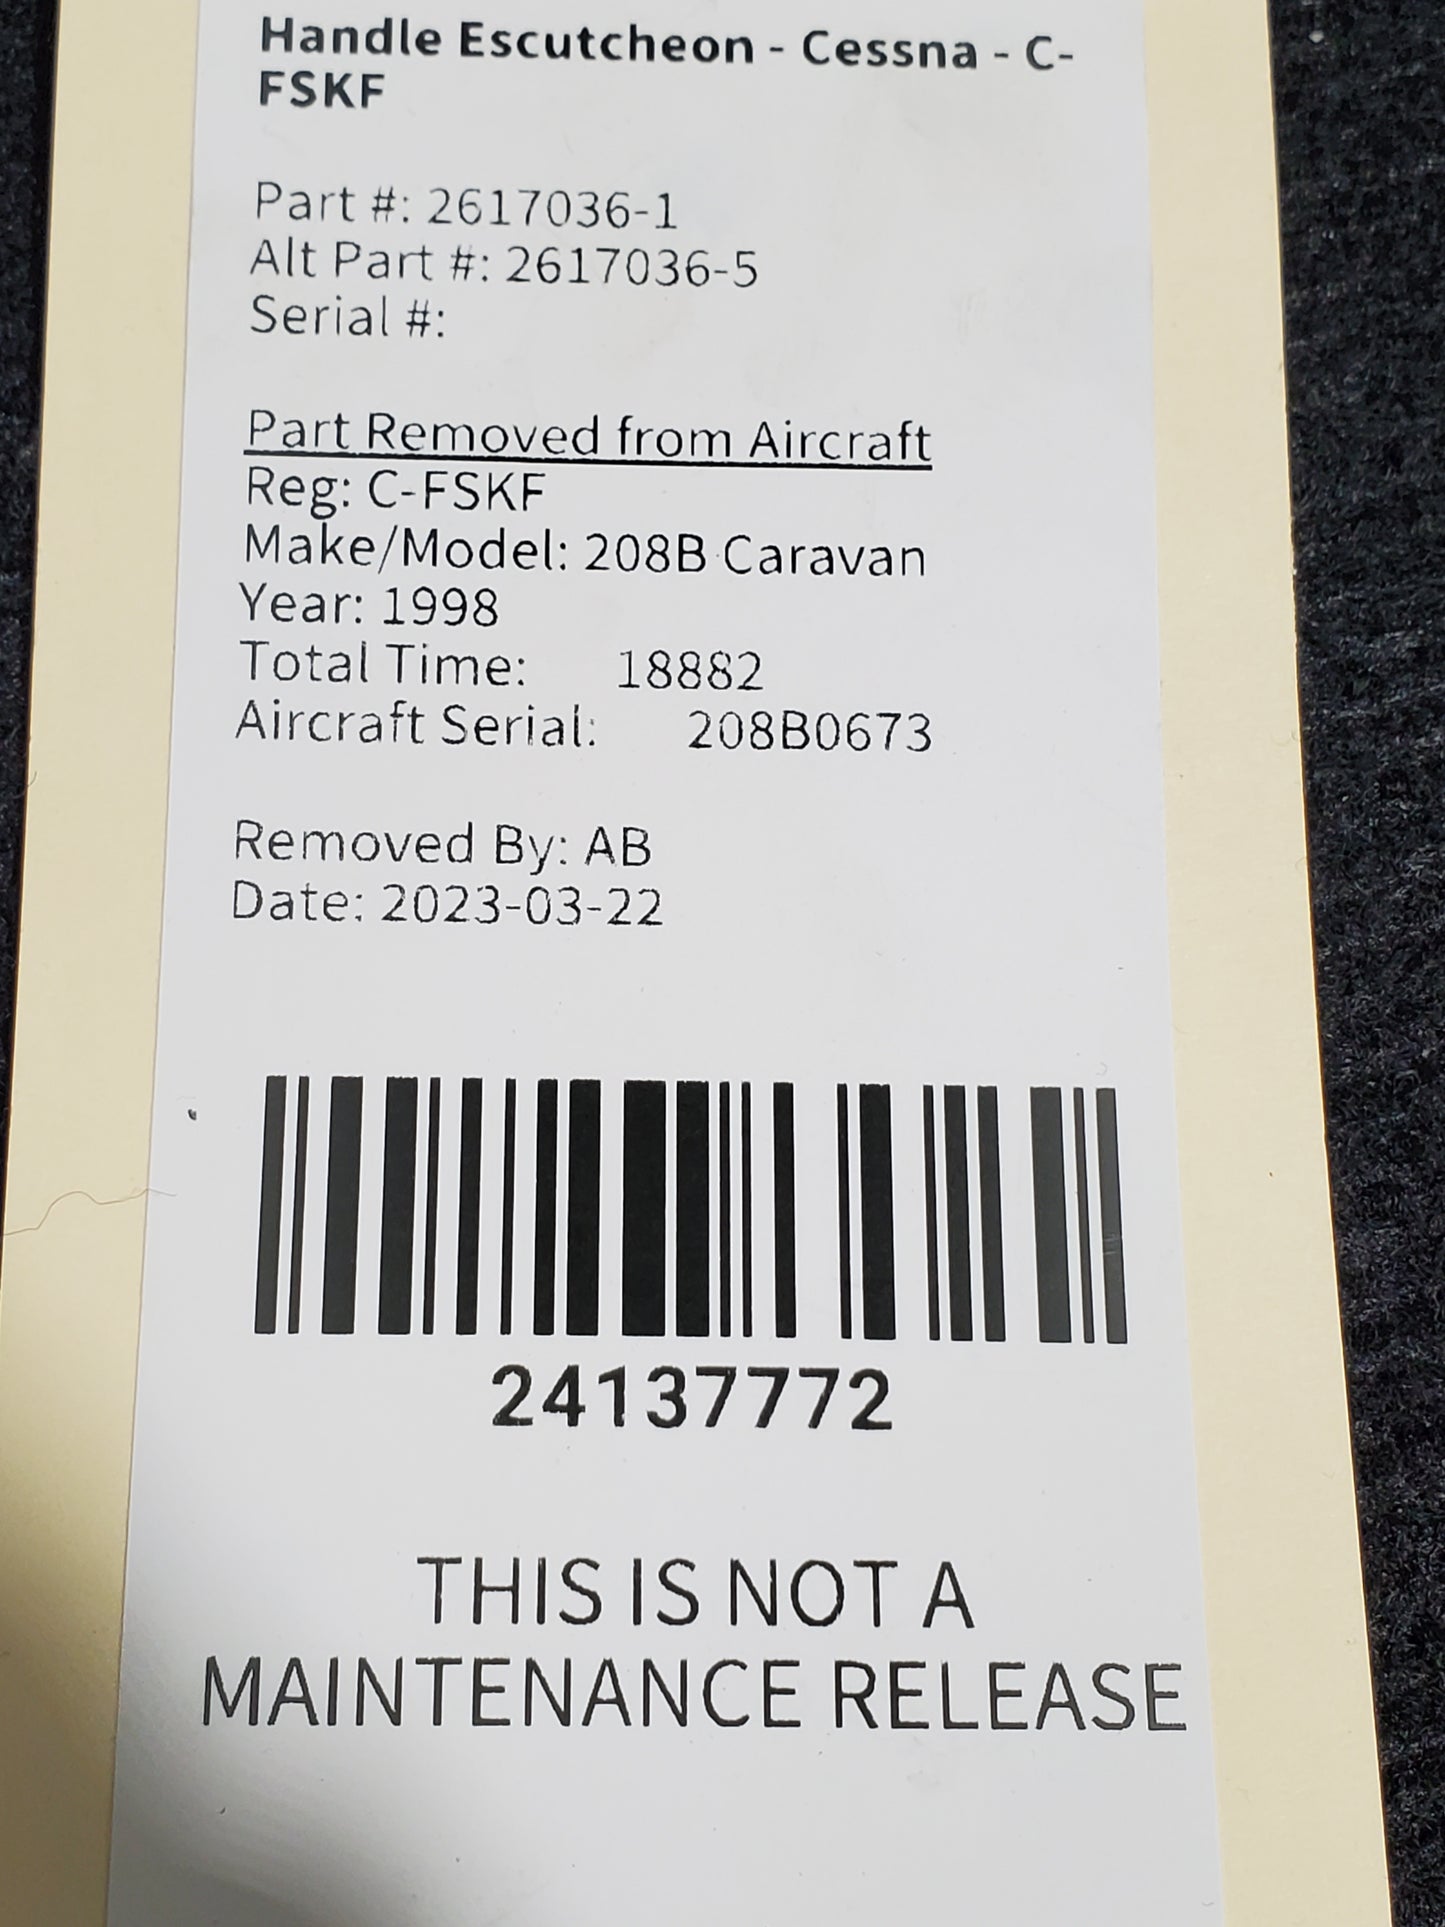 Handle Escutcheon - Cessna - C-
FSKF
Part #: 2617036-1
Alt Part #: 2617036-5
Serial #:
Part Removed from Aircraft
Reg: C-FSKF
Make/Model: 208B Caravan
Year: 1998
Total Time: 18882
Aircraft Serial: 208B0673
Removed By: AB
Date: 2023-03-22
24137772
THIS IS NOT A
MAINTENANCE RELEASE